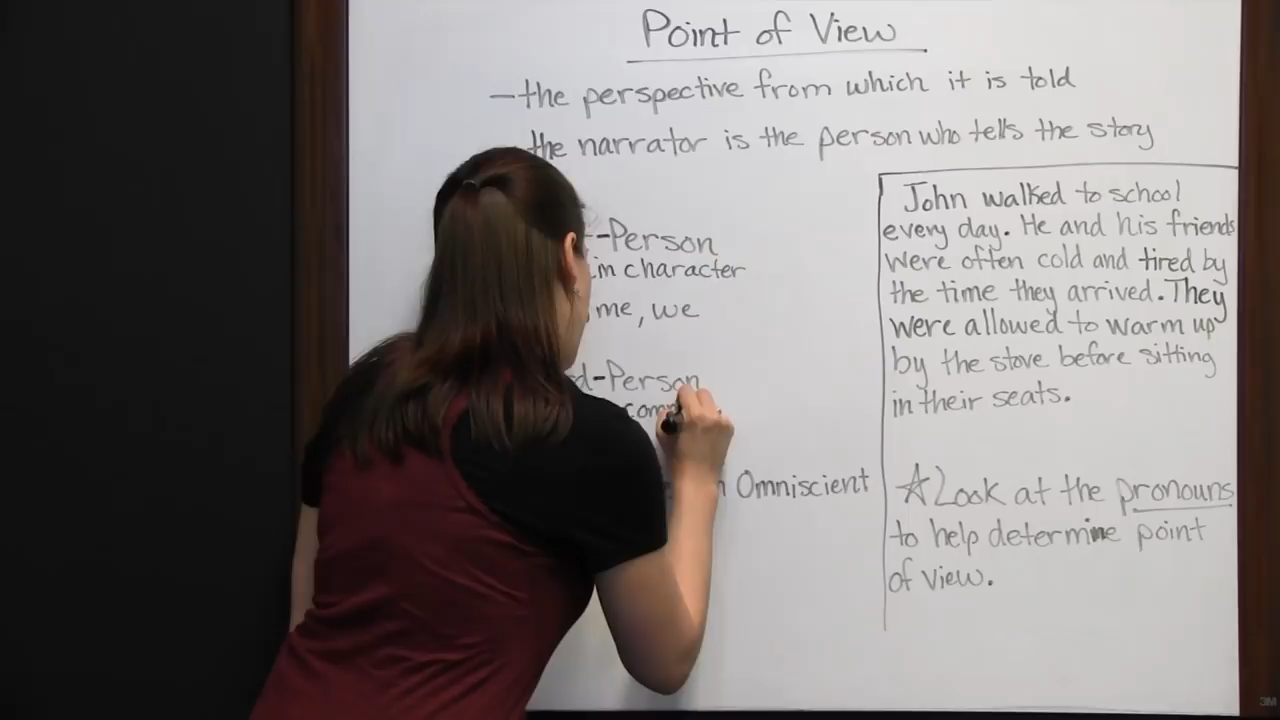 Point of View
—the perspective from which it is told
the narrator is the person who tells the story
-Person
in character
me, we
d-Person
com
Omniscient
John walked to school
every day. He and his friends
were often cold and tired by
the time they arrived. They
were allowed to warm up
by the stove before sitting
in their seats.
☆Look at the pronouns
to help determine point
of view.
3M